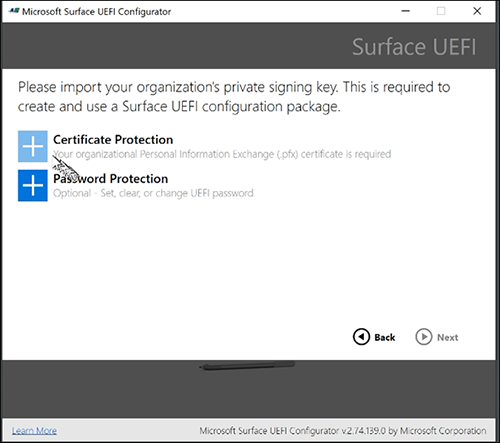 Microsoft Surface UEFI Configurator
Surface UEFI
Please import your organization's private signing key. This is required to
create and use a Surface UEFI configuration package.
Certificate Protection
Your organizational Personal Information Exchange (.pfx) certificate is required
Password Protection
Optional - Set, clear, or change UEFI password
Back
Next
Learn More
Microsoft Surface UEFI Configurator v.2.74.139.0 by Microsoft Corporation